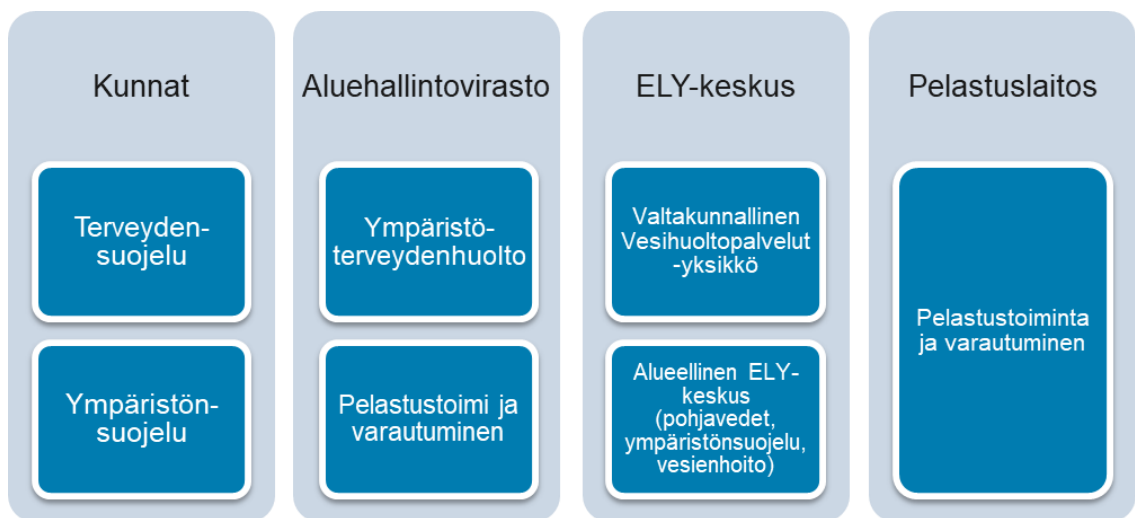 Kunnat
Terveyden-
suojelu
Ympäristön-
suojelu
Aluehallintovirasto
Ympäristö-
terveydenhuolto
Pelastustoimi ja
varautuminen
ELY-keskus
Valtakunnallinen
Vesihuoltopalvelut
-yksikkö
Alueellinen ELY-
keskus
(pohjavedet,
ympäristönsuojelu,
vesienhoito)
Pelastuslaitos
Pelastustoiminta
ja varautuminen